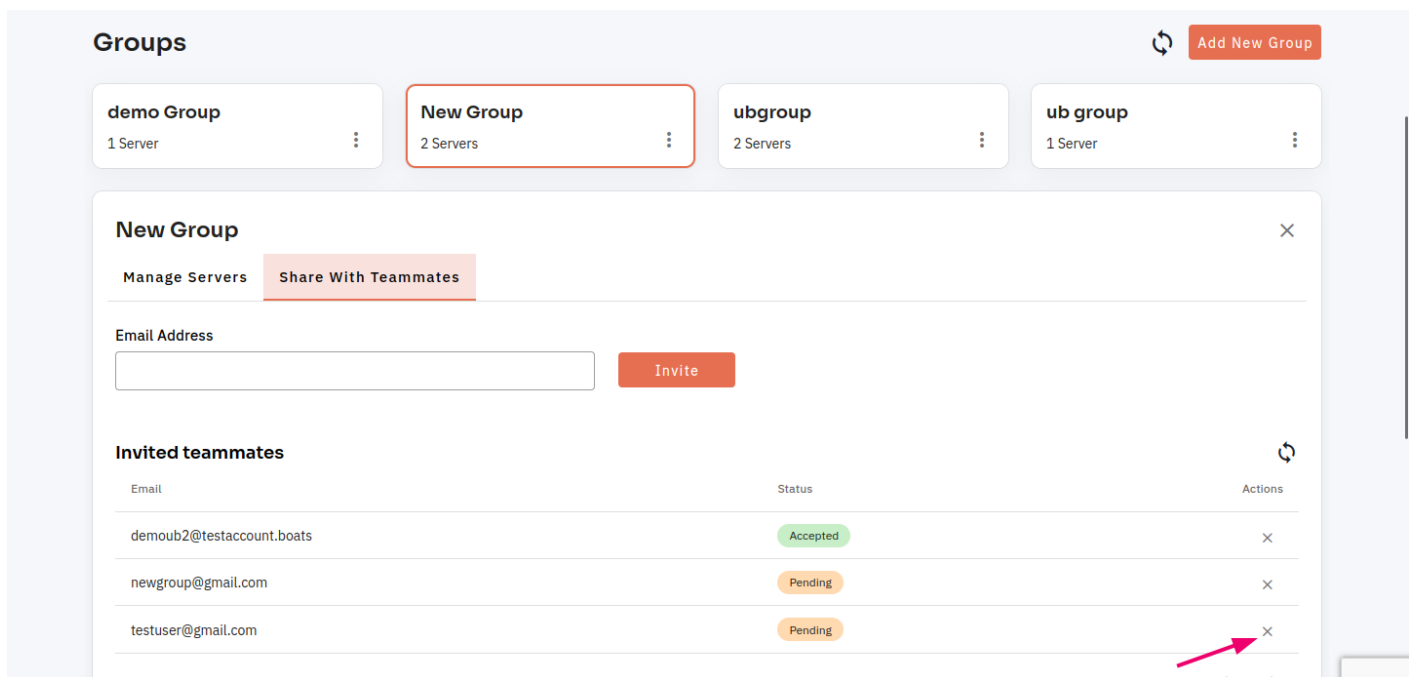 Groups
Add New Group
demo Group
1 Server
New Group
2 Servers
ubgroup
2 Servers
ub group
1 Server
New Group
Manage Servers Share With Teammates
Email Address
Invite
Invited teammates
Email Status Actions
demoub2@testaccount.boats Accepted
newgroup@gmail.com Pending
testuser@gmail.com Pending